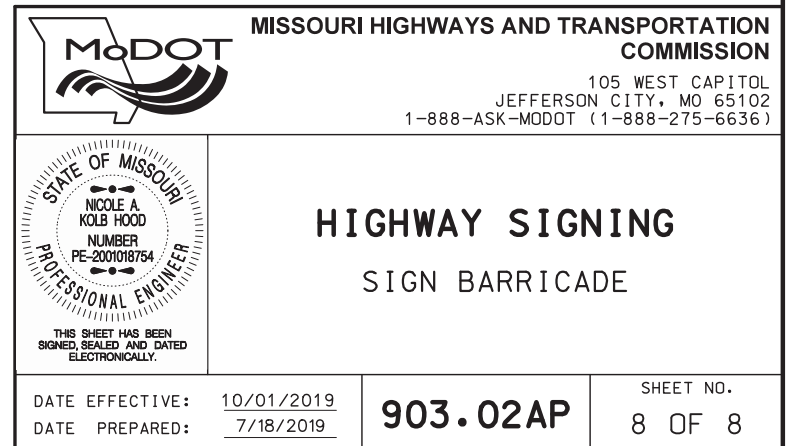 MoDOT
MISSOURI HIGHWAYS AND TRANSPORTATION
COMMISSION
105 WEST CAPITOL
JEFFERSON CITY, MO 65102
1-888-ASK-MODOT (1-888-275-6636)
STATE OF MISSOURI
NICOLE A.
KOLB HOOD
NUMBER
PE-2001018754
PROFESSIONAL ENGINEER
THIS SHEET HAS BEEN
SIGNED, SEALED AND DATED
ELECTRONICALLY.
HIGHWAY SIGNING
SIGN BARRICADE
DATE EFFECTIVE: 10/01/2019
DATE PREPARED: 7/18/2019
903.02AP
SHEET NO.
8 OF 8